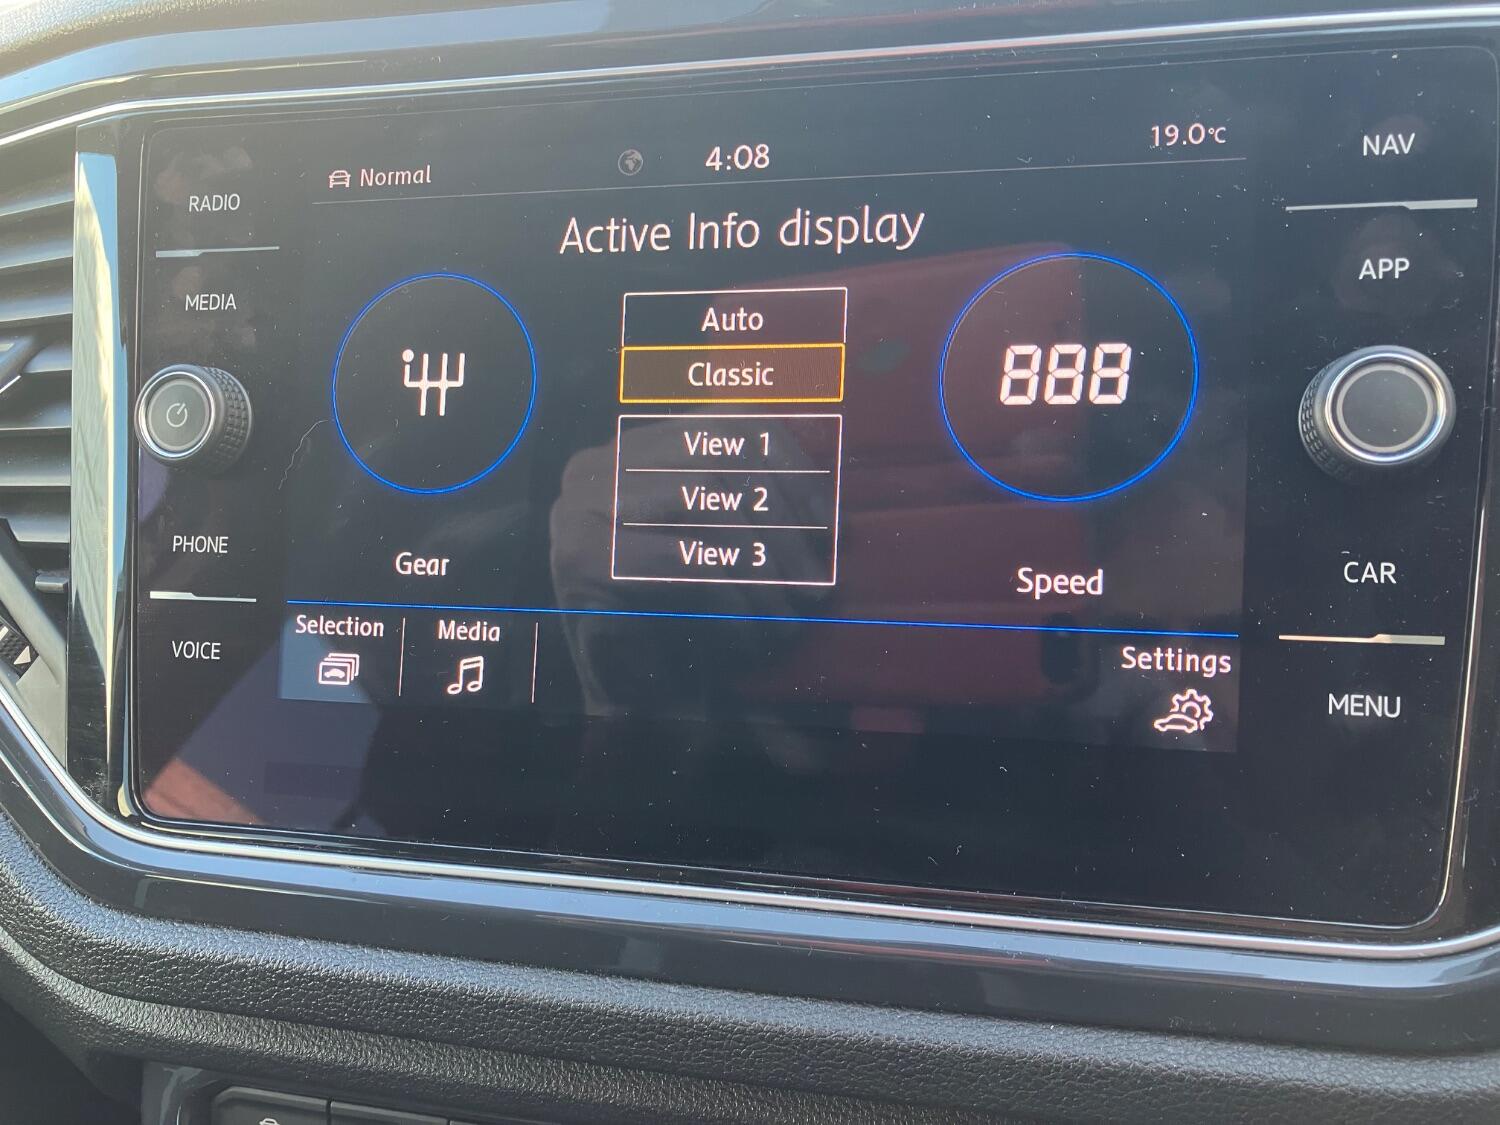 RADIO
MEDIA
PHONE
VOICE
Normal
4:08
19.0°C
Active Info display
Auto
Classic
View 1
View 2
View 3
888
Gear
Speed
Selection
Media
Settings
NAV
APP
CAR
MENU